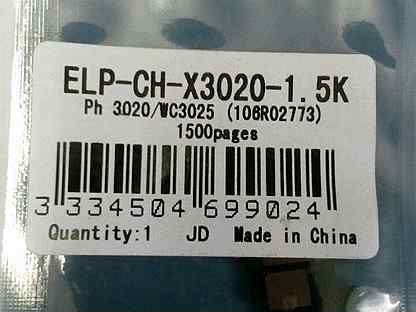 ELP-CH-X3020-1.5K
Ph 3020/WC3025 (106R02773)
1500pages
3 334504 699024
Quantity:1 JD Made in China